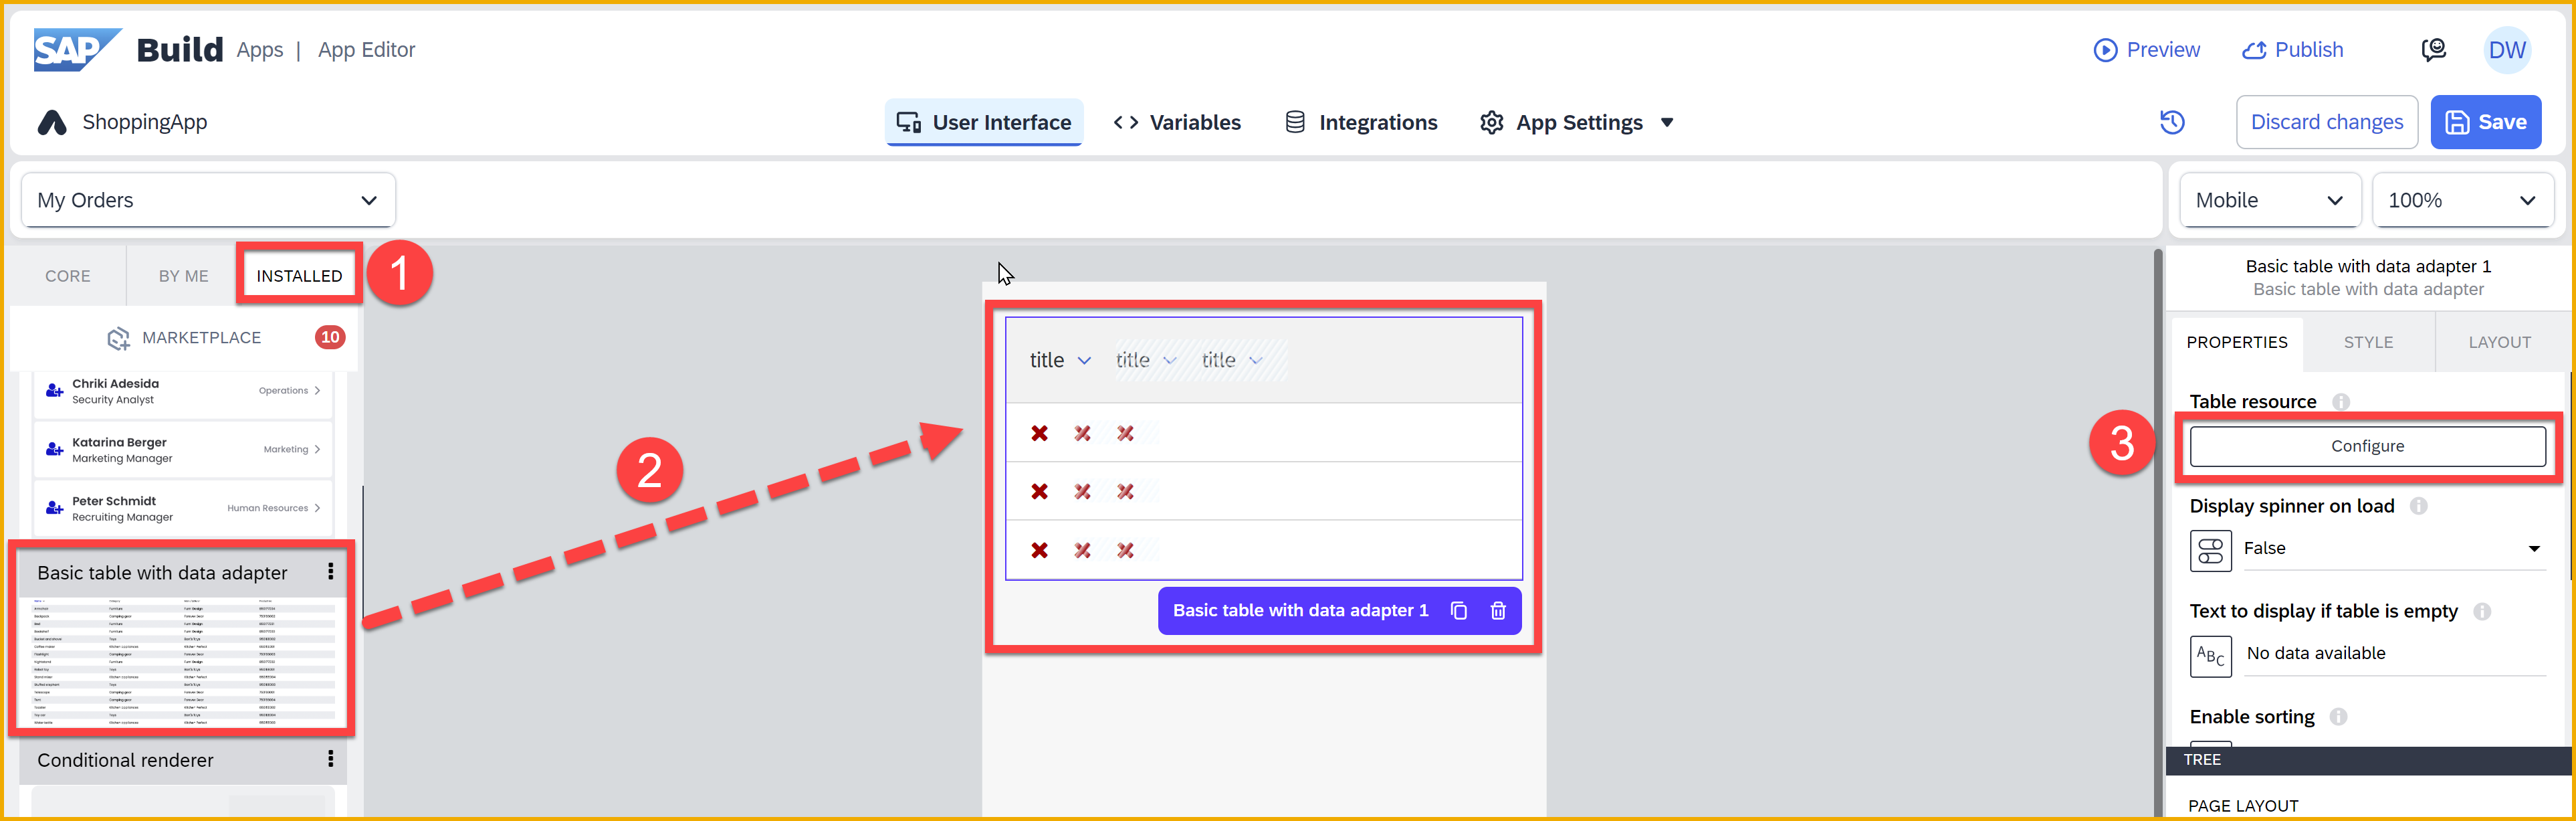 SAP Build Apps | App Editor
Preview
Publish
DW
ShoppingApp
User Interface
Variables
Integrations
App Settings
Discard changes
Save
My Orders
Mobile
100%
CORE
BY ME
INSTALLED
1
MARKETPLACE
10
Chriki Adesida
Security Analyst
Operations
Katarina Berger
Marketing Manager
Marketing
Peter Schmidt
Recruiting Manager
Human Resources
Basic table with data adapter
Conditional renderer
2
title title title
Basic table with data adapter 1
Basic table with data adapter 1
Basic table with data adapter
PROPERTIES
STYLE
LAYOUT
Table resource
3
Configure
Display spinner on load
False
Text to display if table is empty
ABC
No data available
Enable sorting
TREE
PAGE LAYOUT